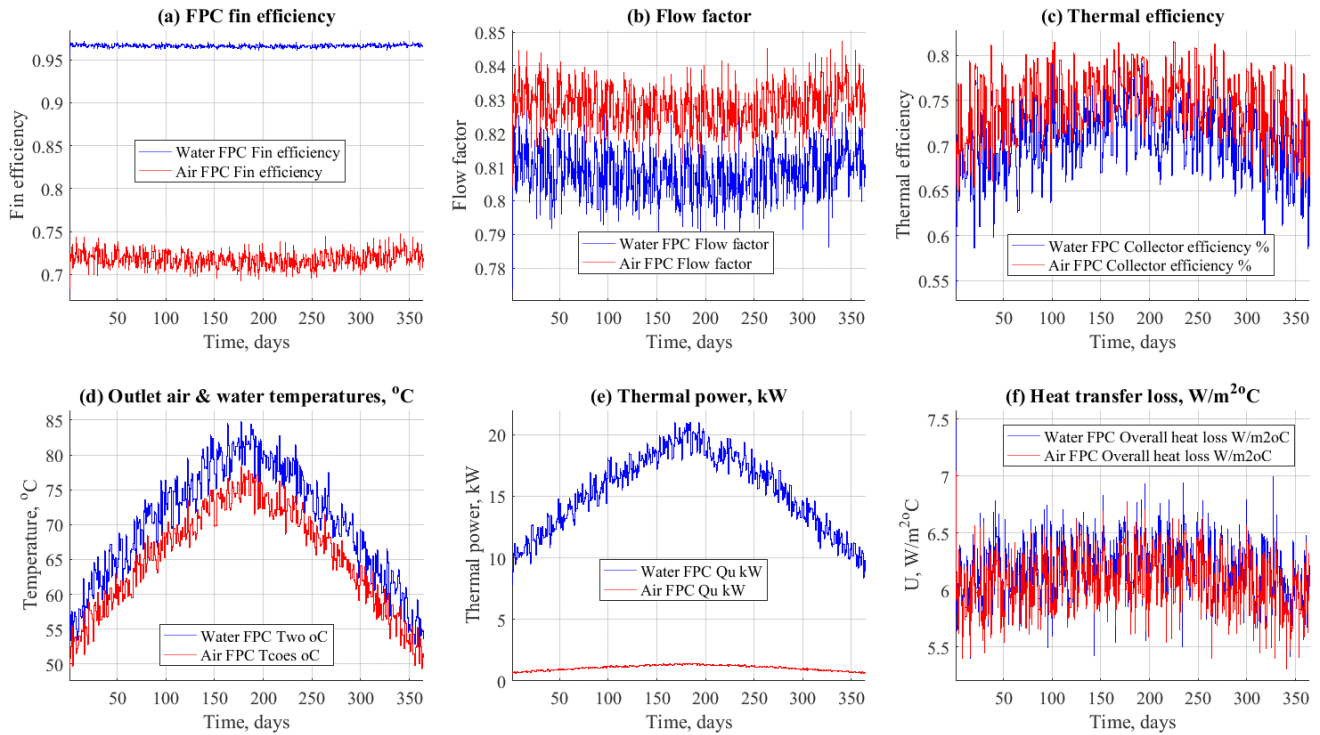 (a) FPC fin efficiency
Fin efficiency
0.95
0.9
0.85
0.8
0.75
0.7
Water FPC Fin efficiency
Air FPC Fin efficiency
50 100 150 200 250 300 350
Time, days
(b) Flow factor
Flow factor
0.85
0.84
0.83
0.82
0.81
0.8
0.79
0.78
Water FPC Flow factor
Air FPC Flow factor
50 100 150 200 250 300 350
Time, days
(c) Thermal efficiency
Thermal efficiency
0.8
0.75
0.7
0.65
0.6
0.55
Water FPC Collector efficiency %
Air FPC Collector efficiency %
50 100 150 200 250 300 350
Time, days
(d) Outlet air & water temperatures, °C
Temperature, °C
85
80
75
70
65
60
55
50
Water FPC Two oC
Air FPC Tcoes oC
50 100 150 200 250 300 350
Time, days
(e) Thermal power, kW
Thermal power, kW
20
15
10
5
0
Water FPC Qu kW
Air FPC Qu kW
50 100 150 200 250 300 350
Time, days
(f) Heat transfer loss, W/m²°C
U, W/m²°C
7.5
7
6.5
6
5.5
Water FPC Overall heat loss W/m2oC
Air FPC Overall heat loss W/m2oC
50 100 150 200 250 300 350
Time, days